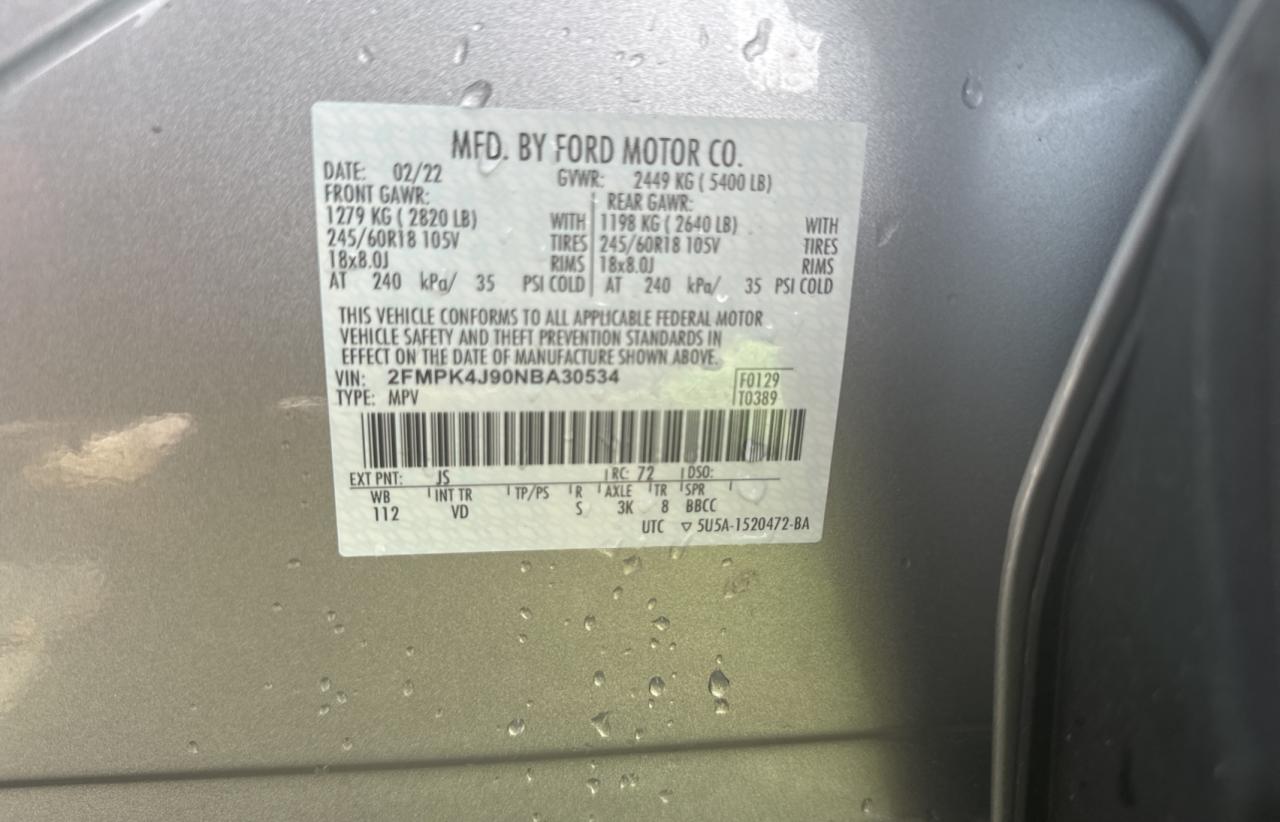 MFD. BY FORD MOTOR CO.
DATE: 02/22 GVWR: 2449 KG ( 5400 LB)
FRONT GAWR: REAR GAWR:
1279 KG ( 2820 LB) WITH 1198 KG ( 2640 LB) WITH
245/60R18 105V TIRES 245/60R18 105V TIRES
18x8.0J RIMS 18x8.0J RIMS
AT 240 kPa/ 35 PSI COLD AT 240 kPa/ 35 PSI COLD
THIS VEHICLE CONFORMS TO ALL APPLICABLE FEDERAL MOTOR
VEHICLE SAFETY AND THEFT PREVENTION STANDARDS IN
EFFECT ON THE DATE OF MANUFACTURE SHOWN ABOVE.
VIN: 2FMPK4J90NBA30534 F0129
TYPE: MPV T0389
EXT PNT: JS RC: 72 DSO:
WB INT TR TP/PS R AXLE TR SPR
112 VD S 3K 8 BBCC
UTC ▽ 5U5A-1520472-BA